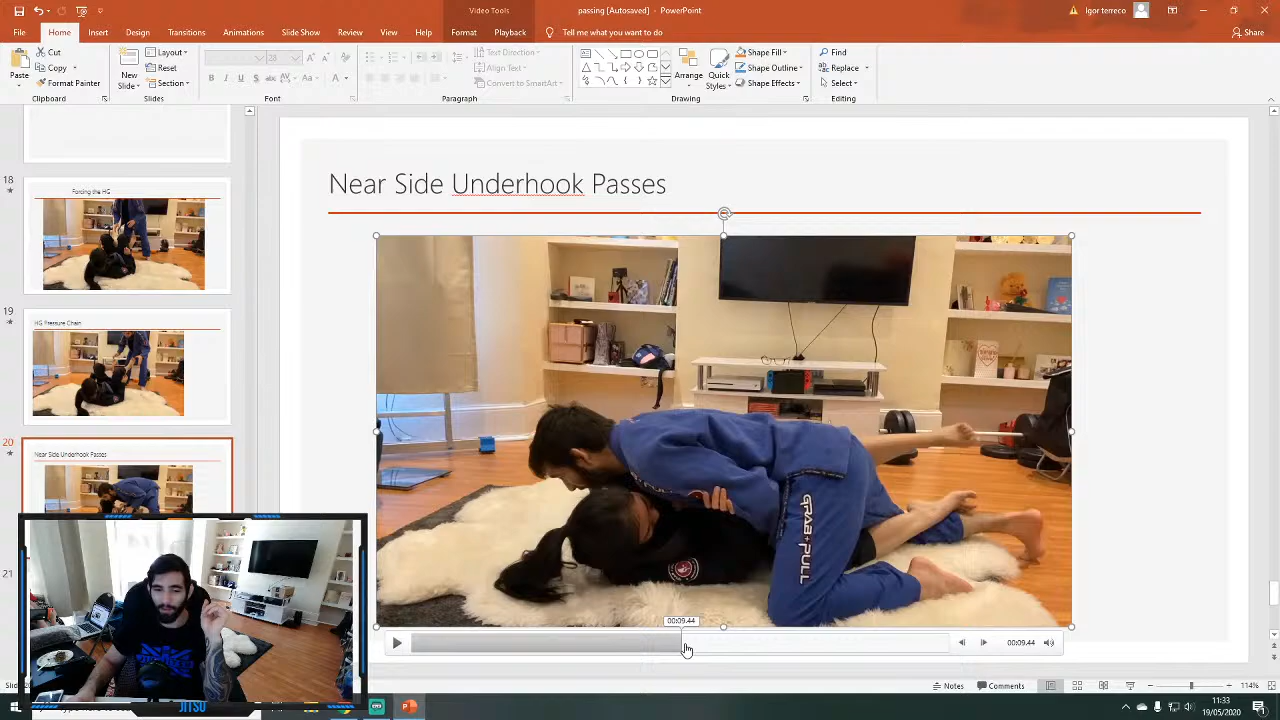 Video Tools
passing [Autosaved] - PowerPoint
Igor terreco
File Home Insert Draw Design Transitions Animations Slide Show Review View Help Format Playback Tell me what you want to do
Share
Paste
Cut
Copy
Format Painter
Clipboard
New Slide
Layout
Reset
Section
Slides
28
Font
Text Direction
Align Text
Convert to SmartArt
Paragraph
Arrange
Quick Styles
Shape Fill
Shape Outline
Shape Effects
Drawing
Find
Replace
Select
Editing
18
Forcing the HG
19
HG Pressure Chain
20
Near Side Underhook Passes
21
Near Side Underhook Passes
GRAB+PULL
00:09.44
00:09.44
JITSU
Notes
Comments
114%
11:33
19/05/2020